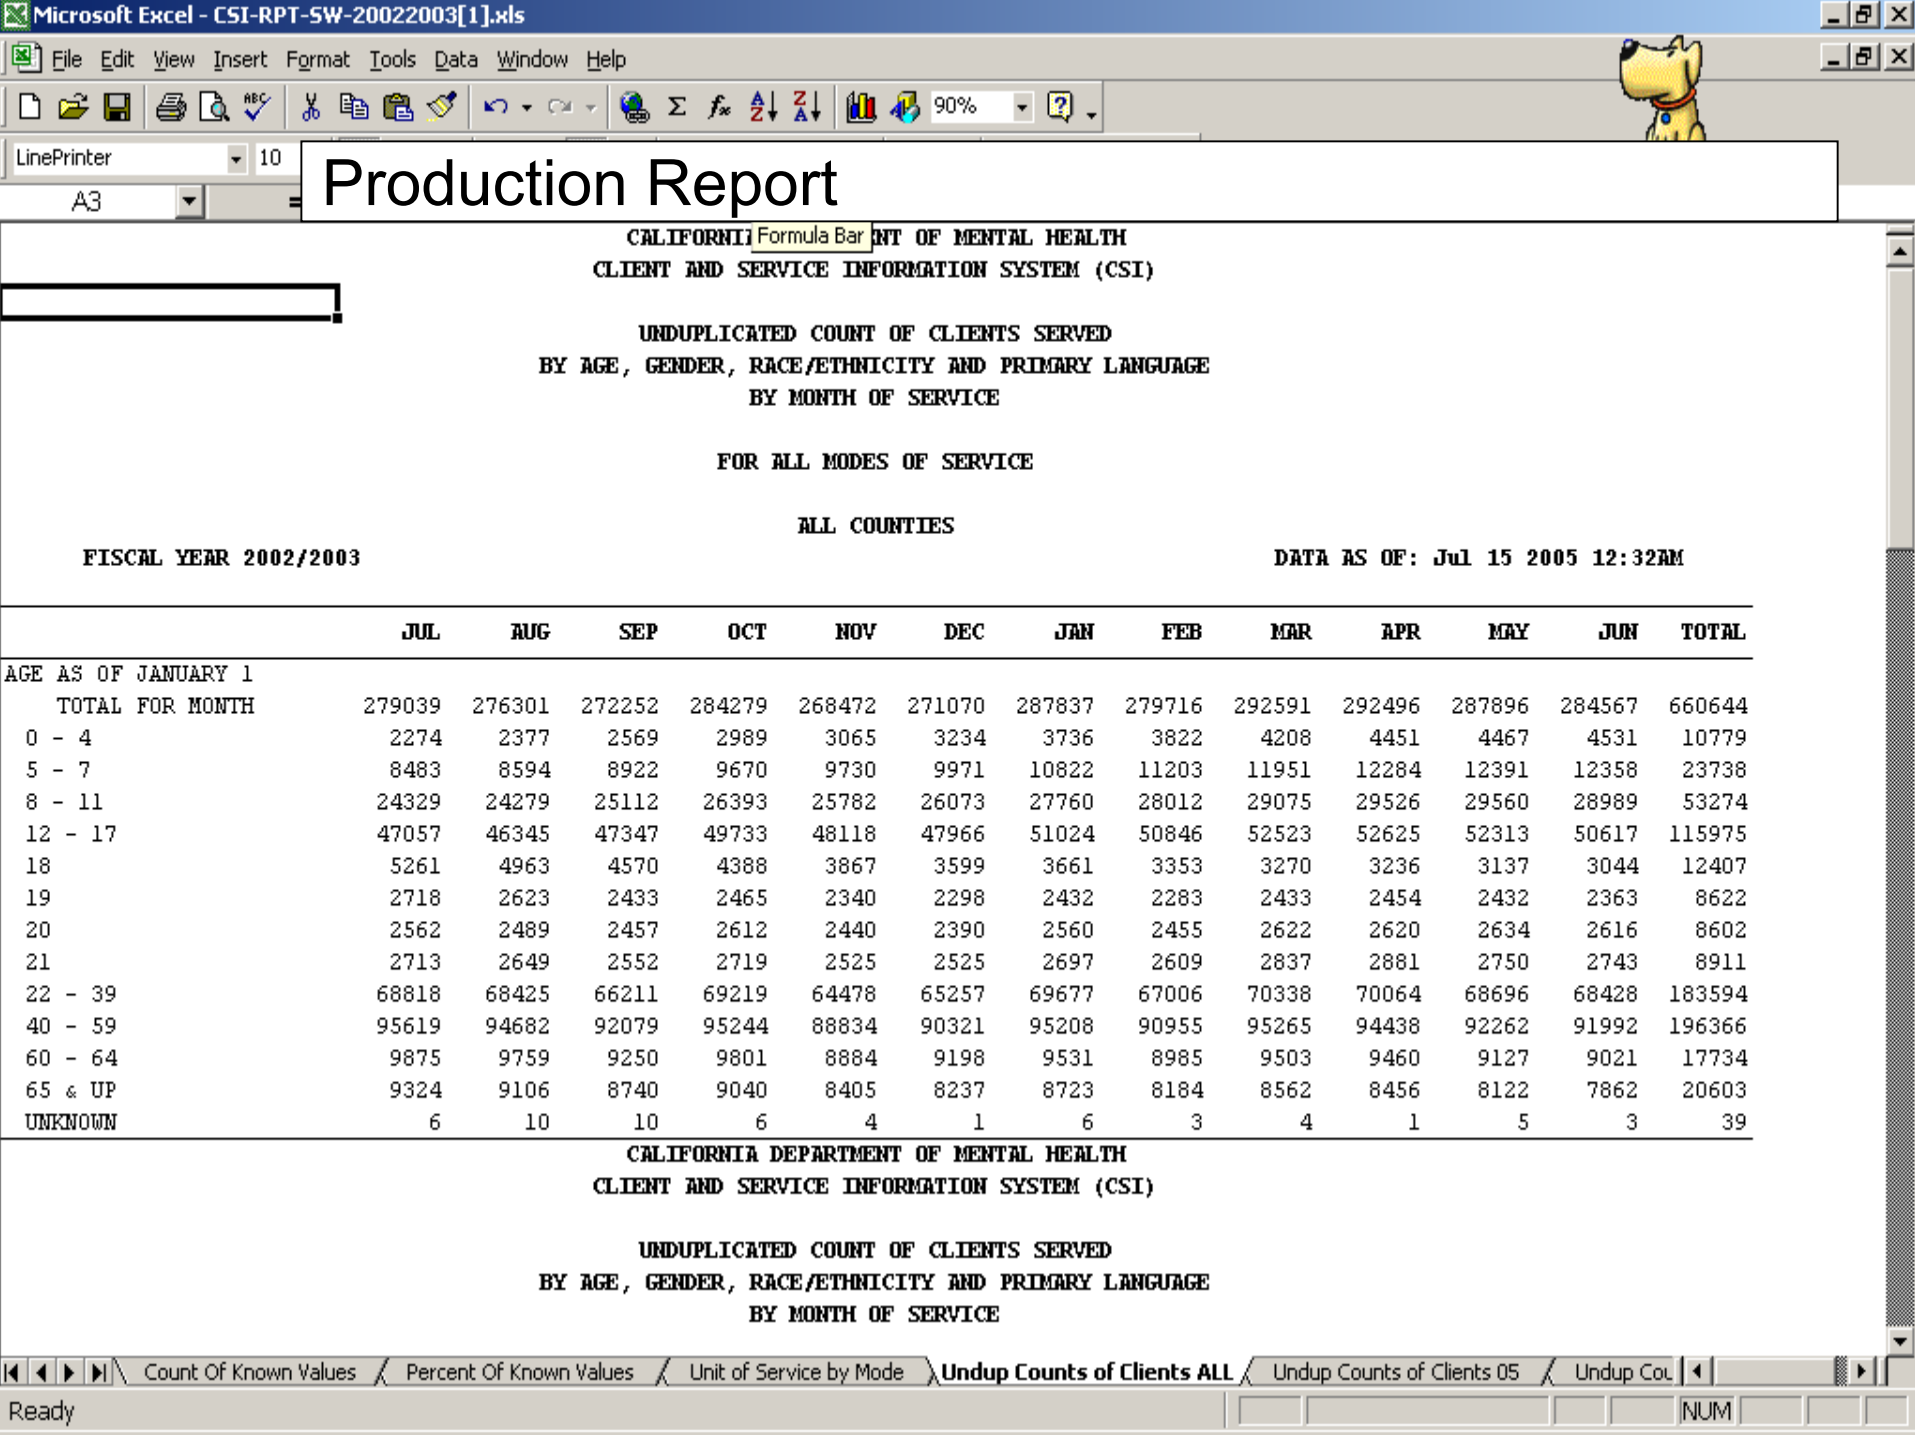 Microsoft Excel - CSI-RPT-SW-20022003[1].xls
File Edit View Insert Format Tools Data Window Help
90%
LinePrinter 10
Production Report
A3 =
Formula Bar
CLIENT AND SERVICE INFORMATION SYSTEM (CSI)
UNDUPLICATED COUNT OF CLIENTS SERVED
BY AGE, GENDER, RACE/ETHNICITY AND PRIMARY LANGUAGE
BY MONTH OF SERVICE
FOR ALL MODES OF SERVICE
ALL COUNTIES
FISCAL YEAR 2002/2003 DATA AS OF: Jul 15 2005 12:32AM
JUL AUG SEP OCT NOV DEC JAN FEB MAR APR MAY JUN TOTAL
AGE AS OF JANUARY 1
TOTAL FOR MONTH 279039 276301 272252 284279 268472 271070 287837 279716 292591 292496 287896 284567 660644
0 - 4 2274 2377 2569 2989 3065 3234 3736 3822 4208 4451 4467 4531 10779
5 - 7 8483 8594 8922 9670 9730 9971 10822 11203 11951 12284 12391 12358 23738
8 - 11 24329 24279 25112 26393 25782 26073 27760 28012 29075 29526 29560 28989 53274
12 - 17 47057 46345 47347 49733 48118 47966 51024 50846 52523 52625 52313 50617 115975
18 5261 4963 4570 4388 3867 3599 3661 3353 3270 3236 3137 3044 12407
19 2718 2623 2433 2465 2340 2298 2432 2283 2433 2454 2432 2363 8622
20 2562 2489 2457 2612 2440 2390 2560 2455 2622 2620 2634 2616 8602
21 2713 2649 2552 2719 2525 2525 2697 2609 2837 2881 2750 2743 8911
22 - 39 68818 68425 66211 69219 64478 65257 69677 67006 70338 70064 68696 68428 183594
40 - 59 95619 94682 92079 95244 88834 90321 95208 90955 95265 94438 92262 91992 196366
60 - 64 9875 9759 9250 9801 8884 9198 9531 8985 9503 9460 9127 9021 17734
65 & UP 9324 9106 8740 9040 8405 8237 8723 8184 8562 8456 8122 7862 20603
UNKNOWN 6 10 10 6 4 1 6 3 4 1 5 3 39
CALIFORNIA DEPARTMENT OF MENTAL HEALTH
CLIENT AND SERVICE INFORMATION SYSTEM (CSI)
UNDUPLICATED COUNT OF CLIENTS SERVED
BY AGE, GENDER, RACE/ETHNICITY AND PRIMARY LANGUAGE
BY MONTH OF SERVICE
Count Of Known Values Percent Of Known Values Unit of Service by Mode Undup Counts of Clients ALL Undup Counts of Clients 05 Undup Cou
Ready NUM